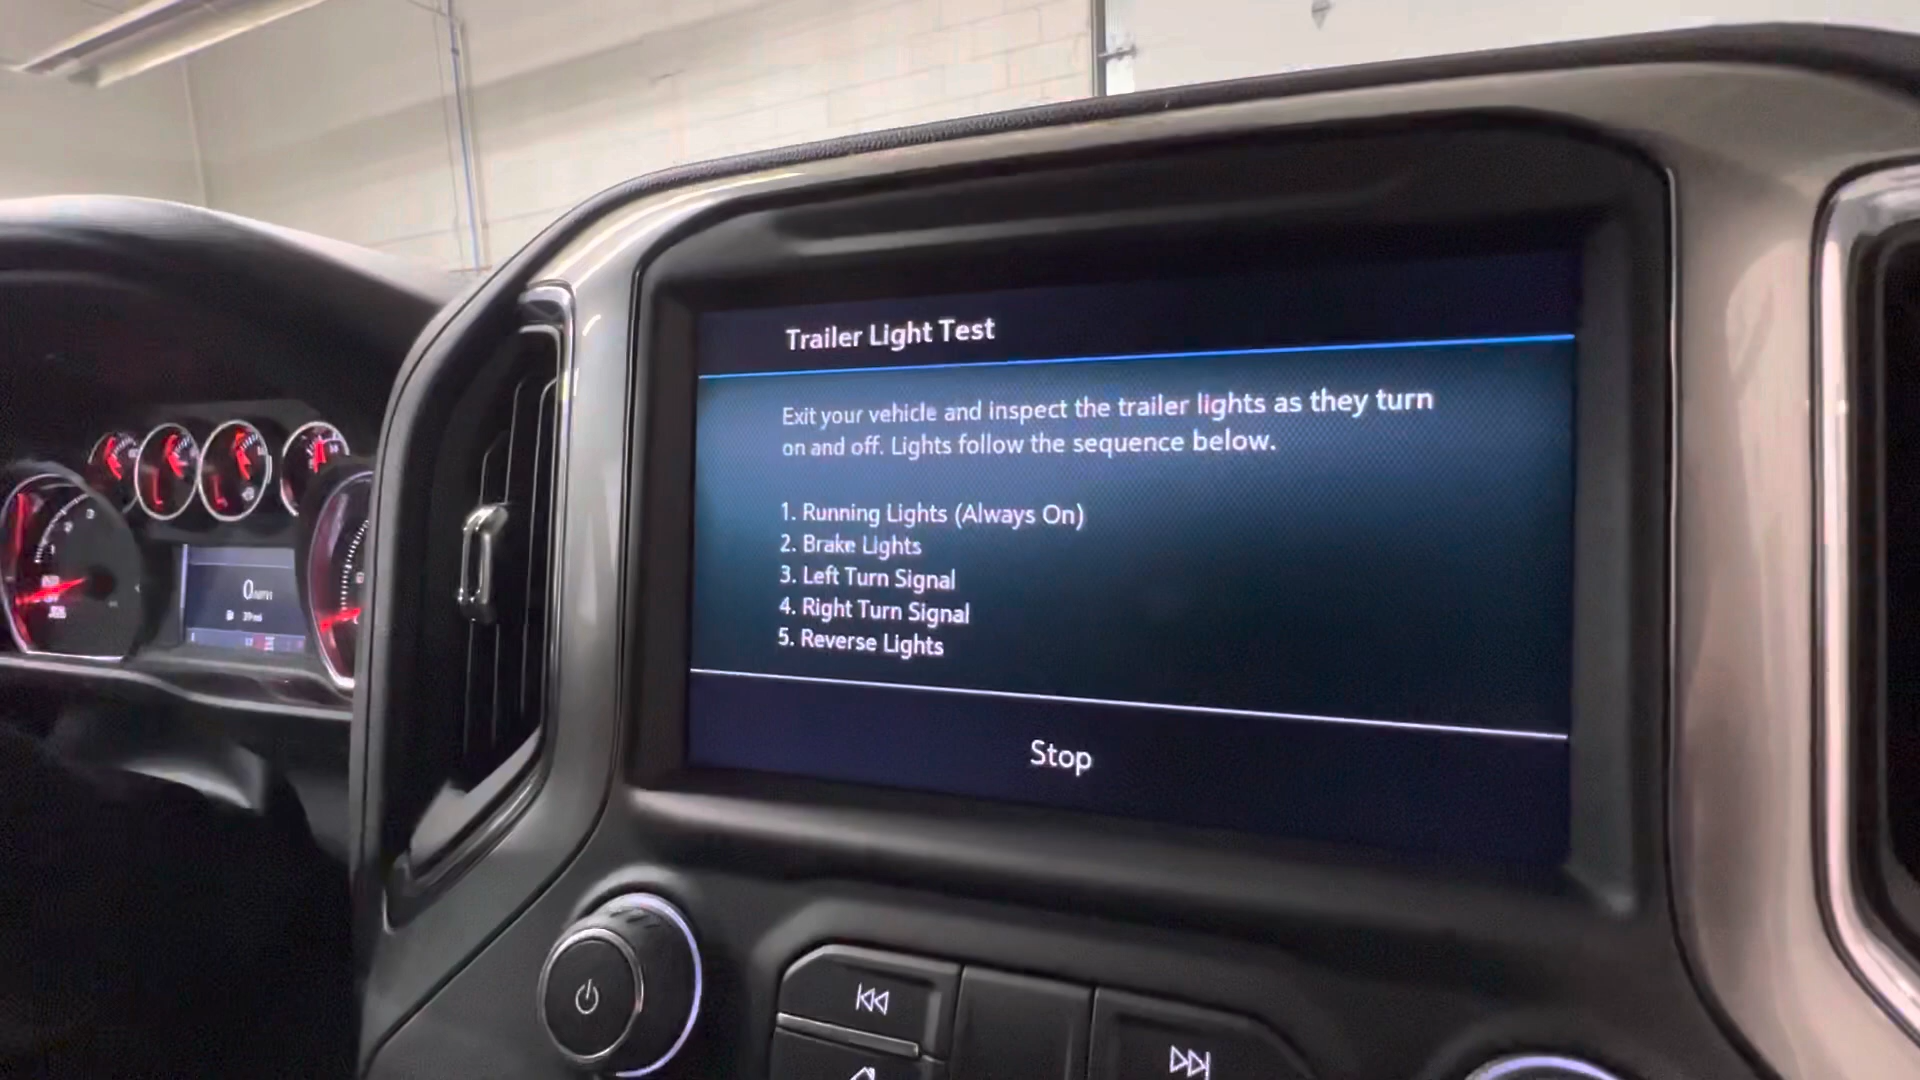 Trailer Light Test
Exit your vehicle and inspect the trailer lights as they turn
on and off. Lights follow the sequence below.
1. Running Lights (Always On)
2. Brake Lights
3. Left Turn Signal
4. Right Turn Signal
5. Reverse Lights
Stop
0